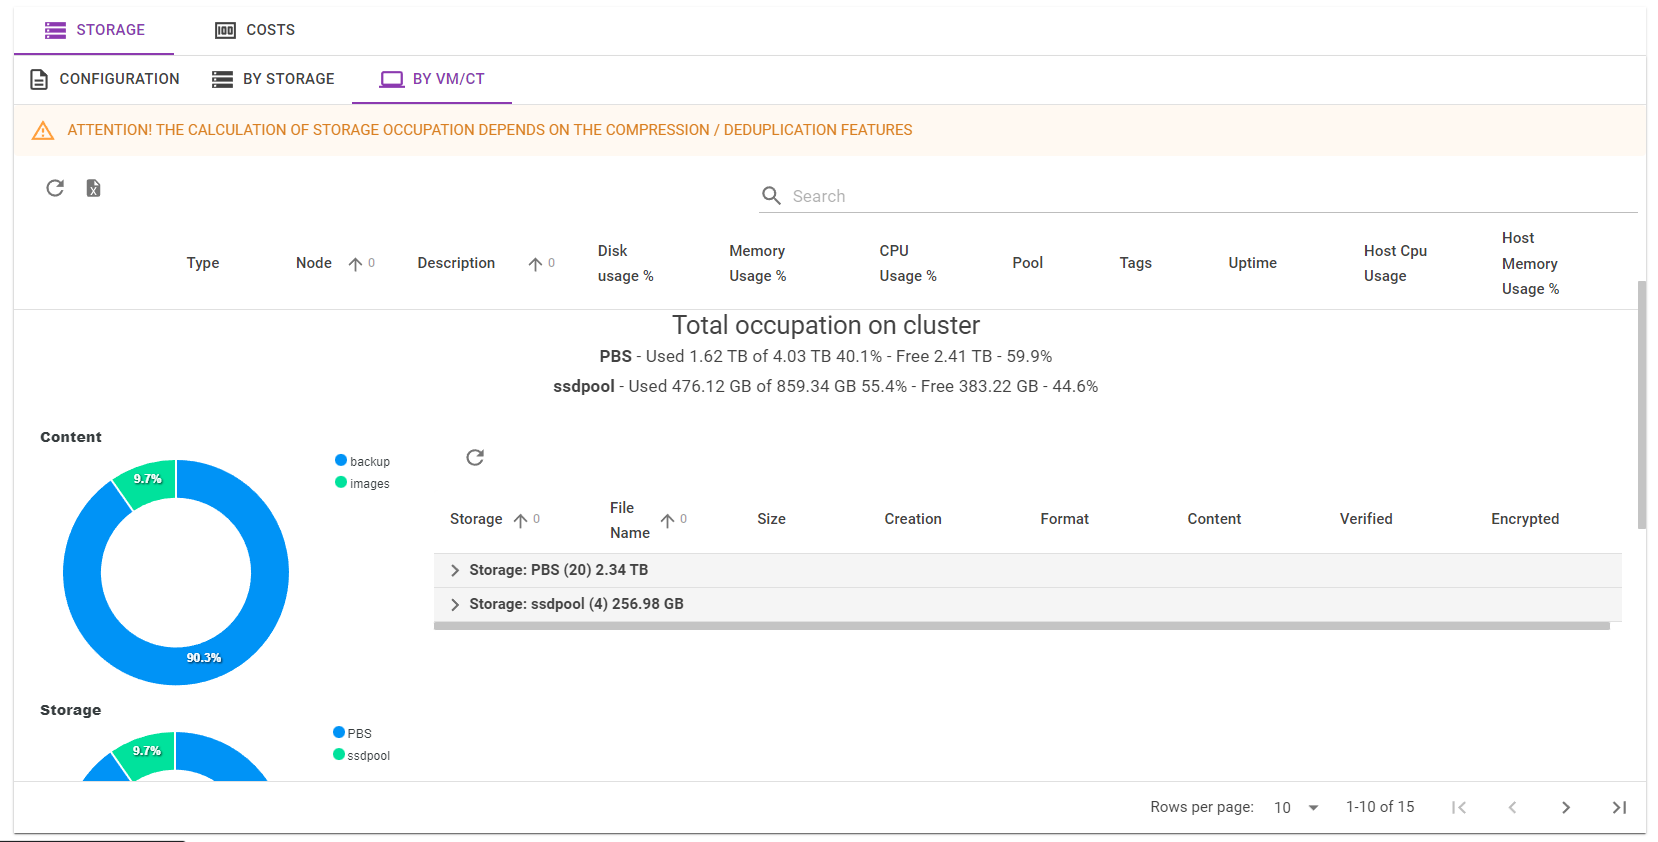 STORAGE COSTS
CONFIGURATION BY STORAGE BY VM/CT
ATTENTION! THE CALCULATION OF STORAGE OCCUPATION DEPENDS ON THE COMPRESSION / DEDUPLICATION FEATURES
Search
Type Node 0 Description 0 Disk usage % Memory Usage % CPU Usage % Pool Tags Uptime Host Cpu Usage Host Memory Usage %
Total occupation on cluster
PBS - Used 1.62 TB of 4.03 TB 40.1% - Free 2.41 TB - 59.9%
ssdpool - Used 476.12 GB of 859.34 GB 55.4% - Free 383.22 GB - 44.6%
Content
9.7%
90.3%
backup
images
Storage 0 File Name 0 Size Creation Format Content Verified Encrypted
Storage: PBS (20) 2.34 TB
Storage: ssdpool (4) 256.98 GB
Storage
9.7%
PBS
ssdpool
Rows per page: 10 1-10 of 15